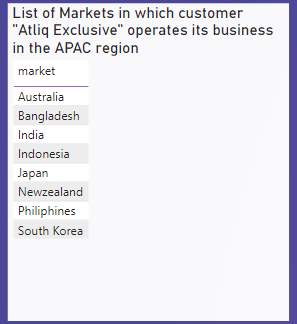 List of Markets in which customer
"Atliq Exclusive" operates its business
in the APAC region
market
Australia
Bangladesh
India
Indonesia
Japan
Newzealand
Philiphines
South Korea